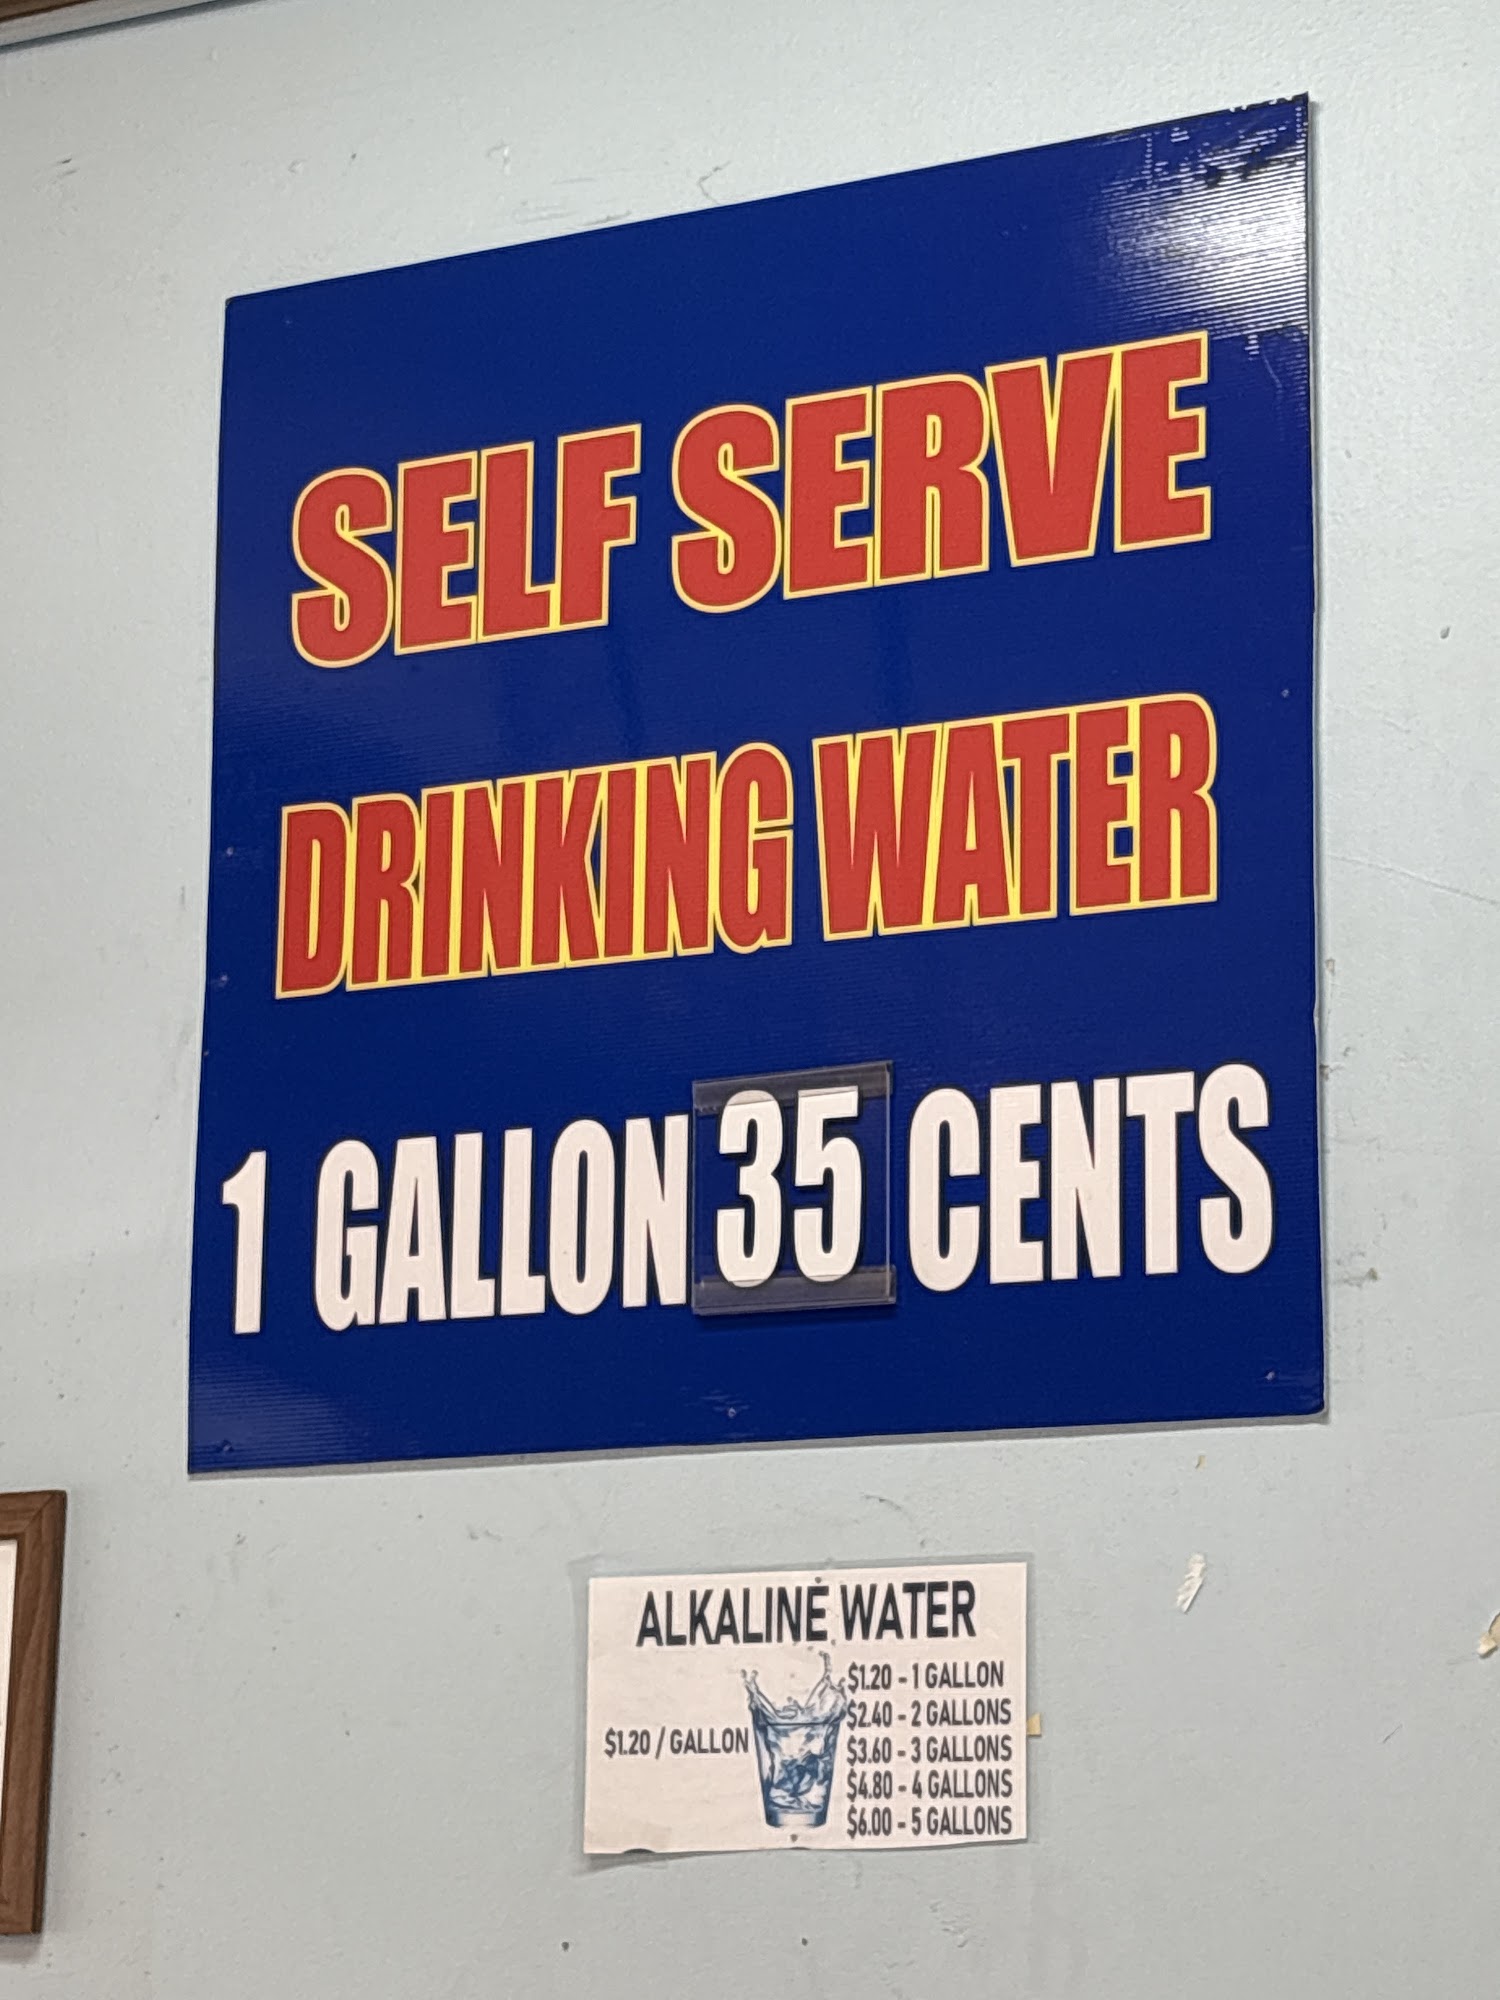 SELF SERVE
DRINKING WATER
1 GALLON 35 CENTS
ALKALINE WATER
$1.20 / GALLON
$1.20 - 1 GALLON
$2.40 - 2 GALLONS
$3.60 - 3 GALLONS
$4.80 - 4 GALLONS
$6.00 - 5 GALLONS